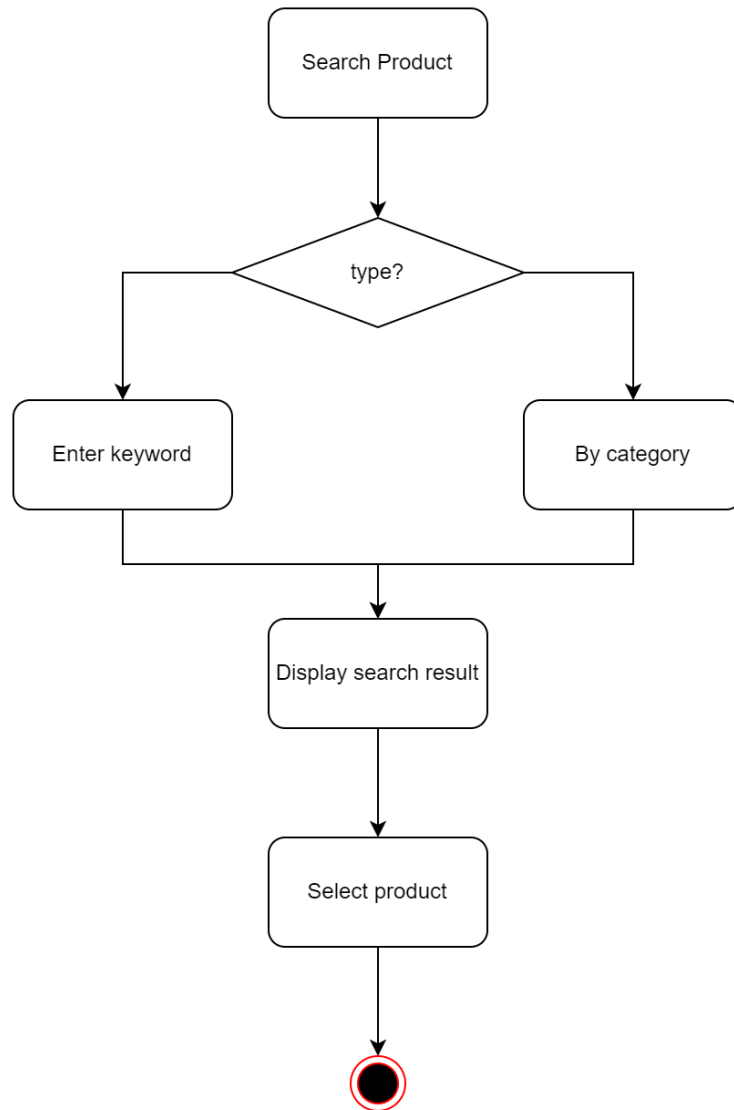 Search Product
type?
Enter keyword
By category
Display search result
Select product